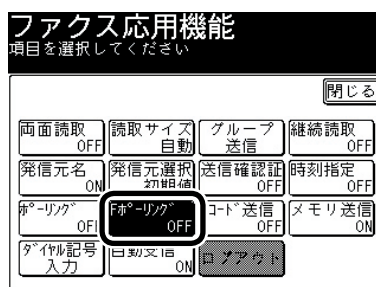 ファクス応用機能
項目を選択してください
閉じる
両面読取 読取サイズ グループ 継続読取
OFF 自動 送信 OFF
発信元名 発信元選択 送信確認証 時刻指定
ON 初期値 OFF OFF
ﾎﾟｰﾘﾝｸﾞ Fﾎﾟｰﾘﾝｸﾞ ｺｰﾄﾞ送信 メモリ送信
OFF OFF OFF ON
ﾀﾞｲﾔﾙ記号 自動受信 ログアウト
入力 ON